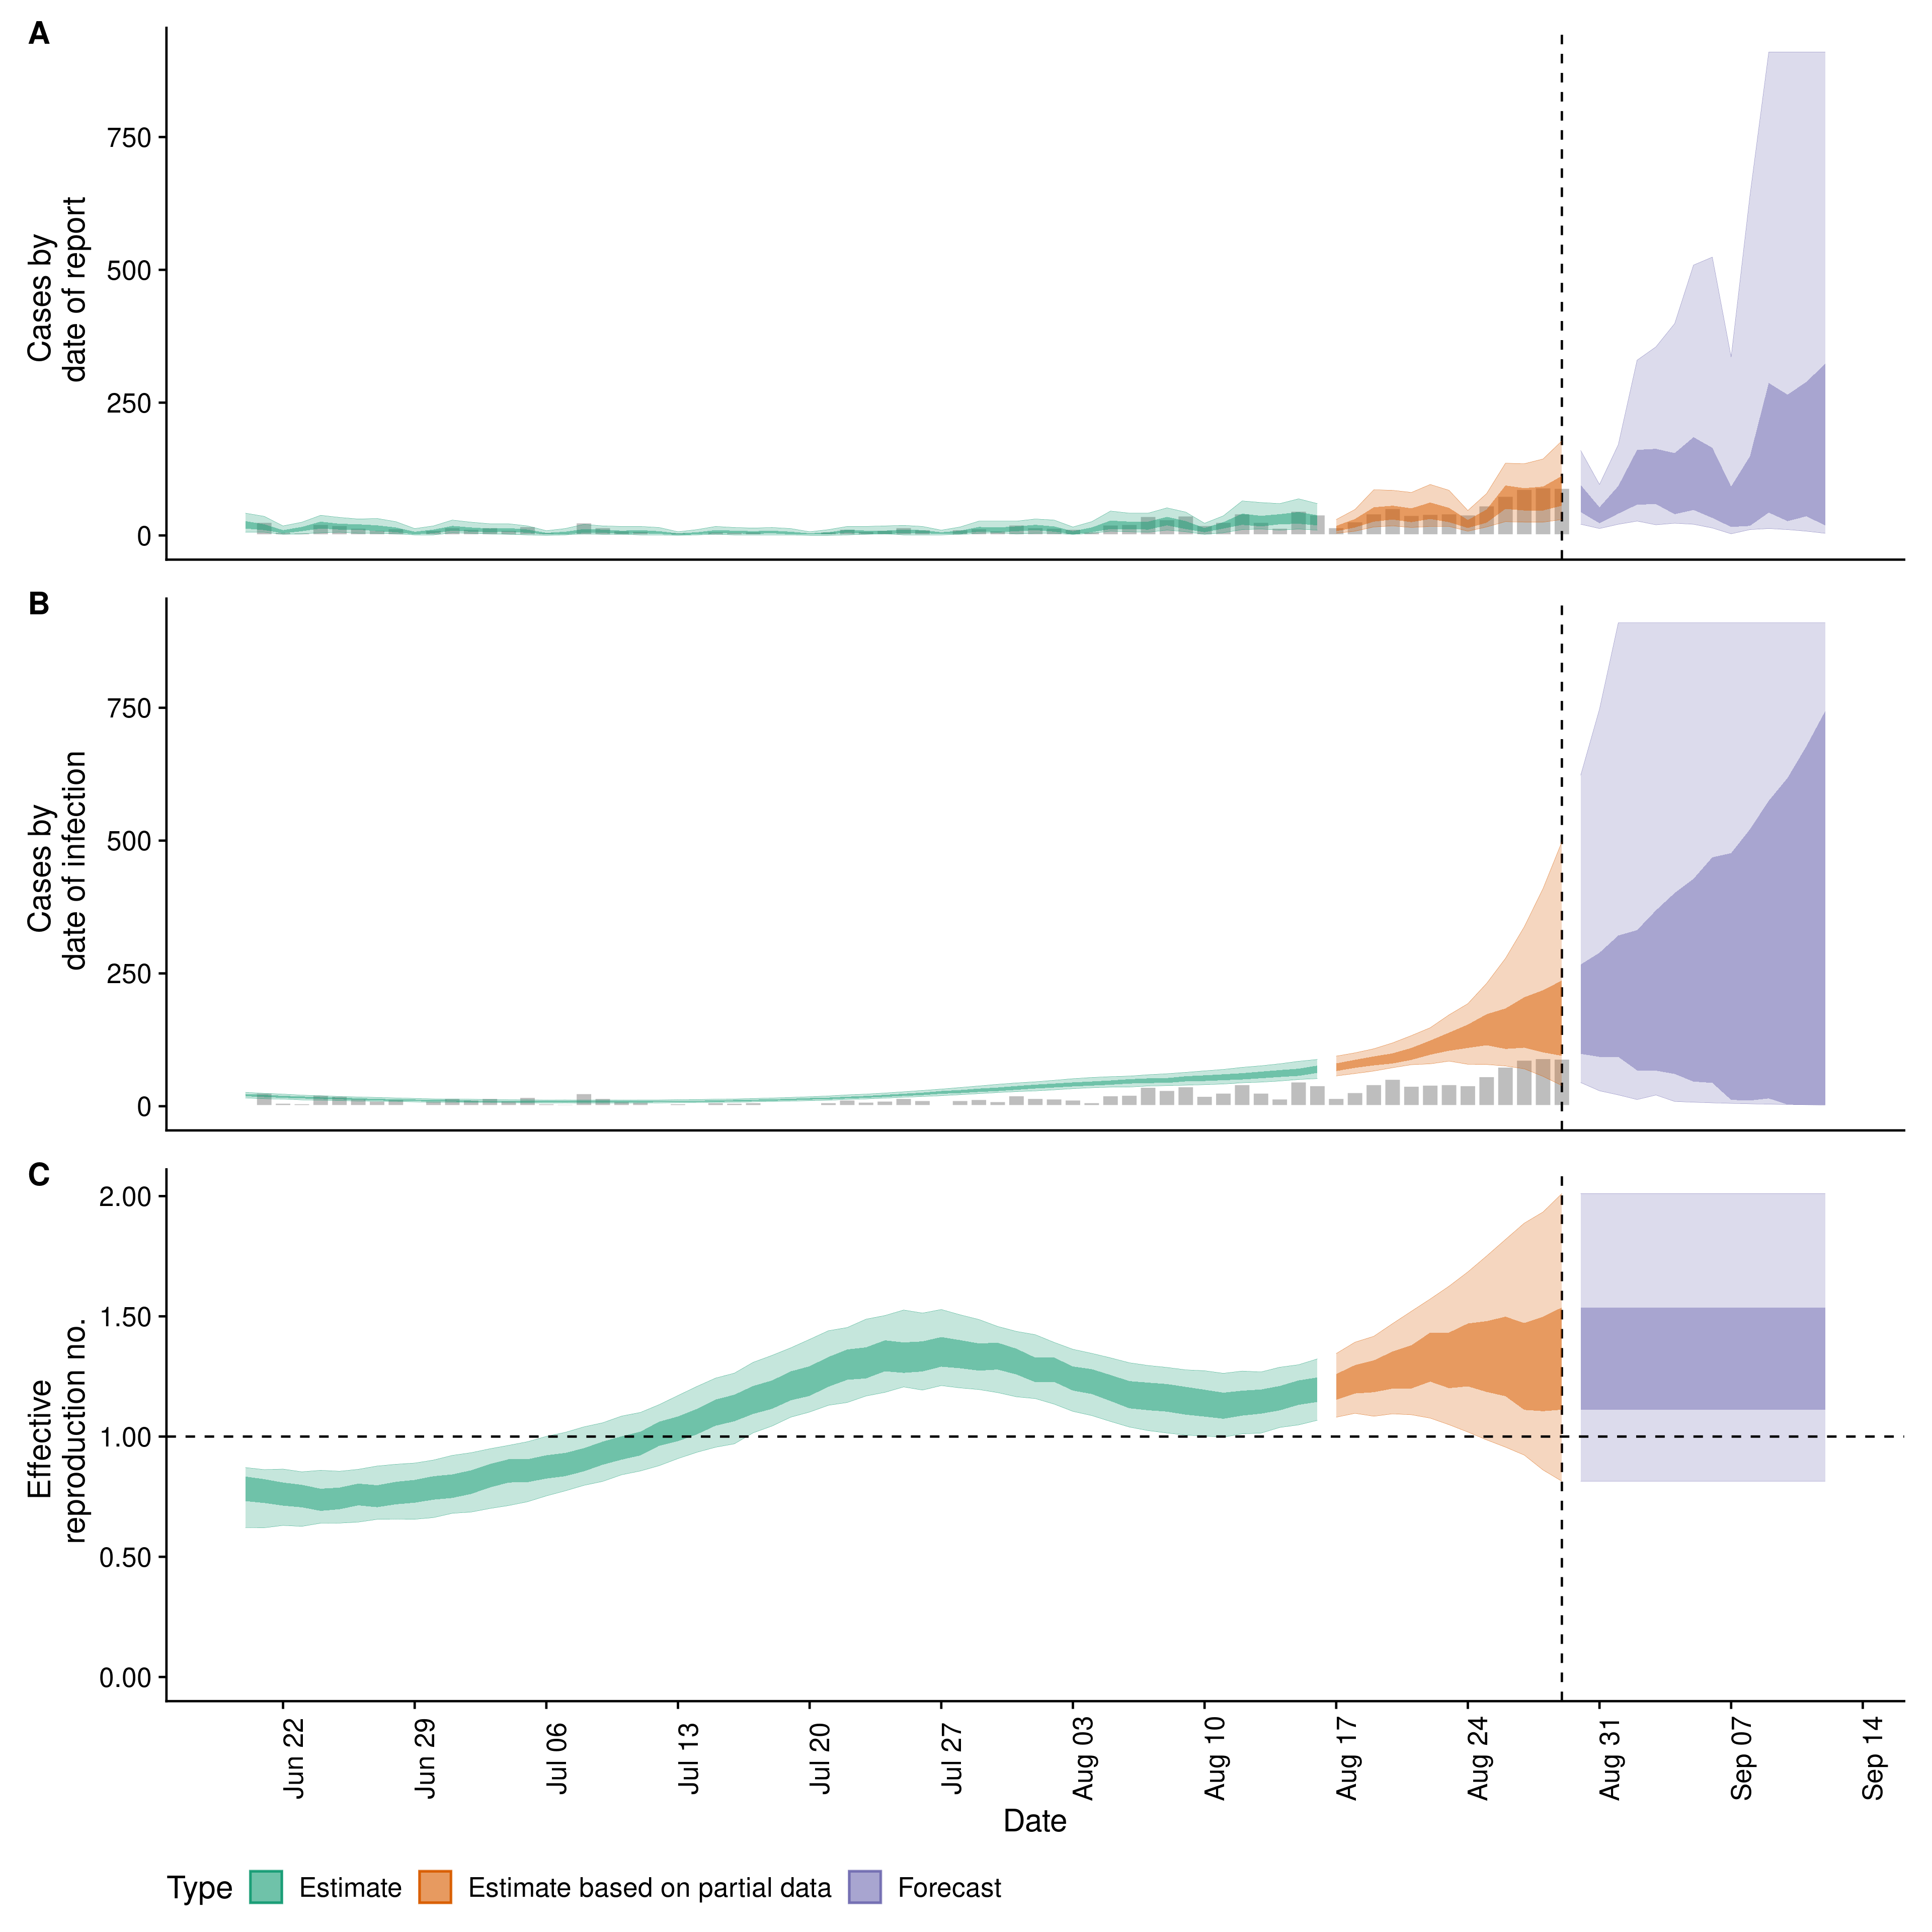 A
Cases by
date of report
750
500
250
0
B
Cases by
date of infection
750
500
250
0
C
Effective
reproduction no.
2.00
1.50
1.00
0.50
0.00
Jun 22
Jun 29
Jul 06
Jul 13
Jul 20
Jul 27
Aug 03
Aug 10
Aug 17
Aug 24
Aug 31
Sep 07
Sep 14
Date
Type Estimate Estimate based on partial data Forecast